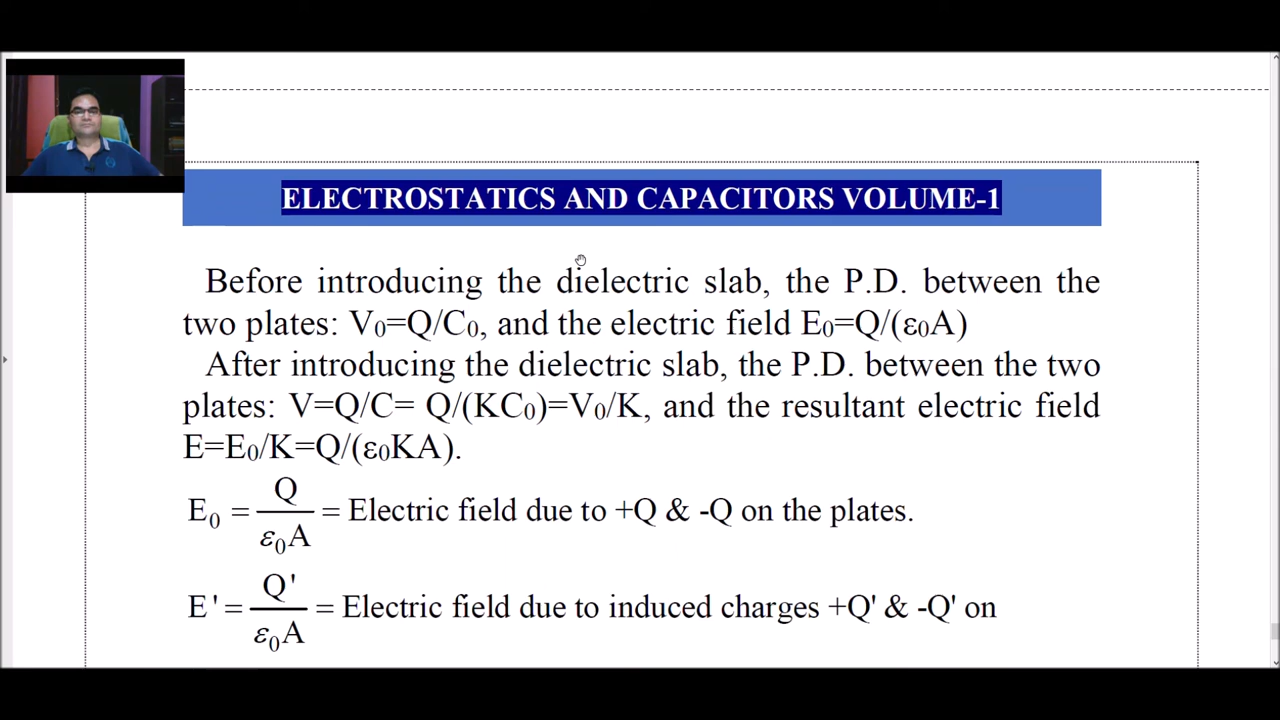 ELECTROSTATICS AND CAPACITORS VOLUME-1
Before introducing the dielectric slab, the P.D. between the
two plates: V₀=Q/C₀, and the electric field E₀=Q/(ε₀A)
After introducing the dielectric slab, the P.D. between the two
plates: V=Q/C= Q/(KC₀)=V₀/K, and the resultant electric field
E=E₀/K=Q/(ε₀KA).
E₀ = Q/ε₀A = Electric field due to +Q & -Q on the plates.
E' = Q'/ε₀A = Electric field due to induced charges +Q' & -Q' on